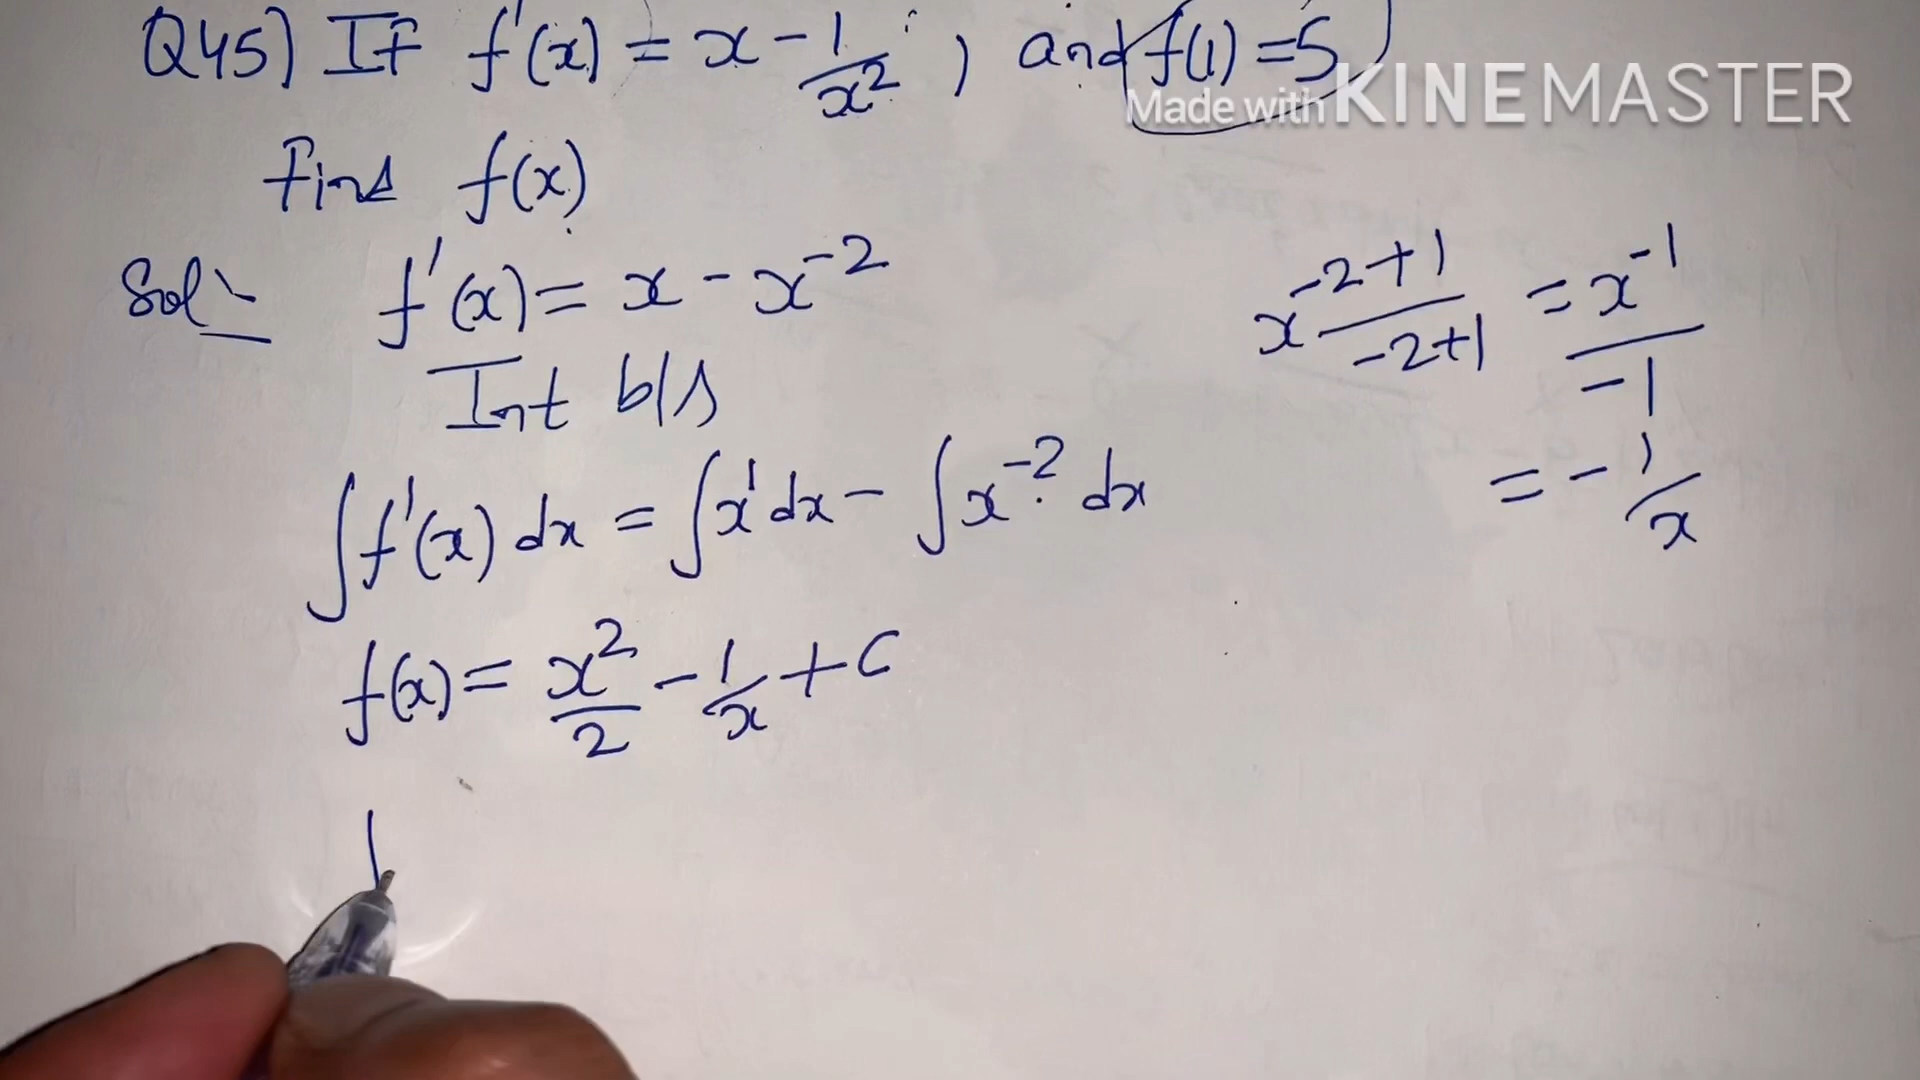 Q45) If f'(x) = x - 1/x², and f(1) = 5
Made with KINEMASTER
Find f(x)
Sol:- f'(x) = x - x⁻²
Int b/s
∫f'(x) dx = ∫x¹ dx - ∫x⁻² dx
f(x) = x²/2 - 1/x + c
x^(-2+1)/(-2+1) = x⁻¹/-1
= -1/x